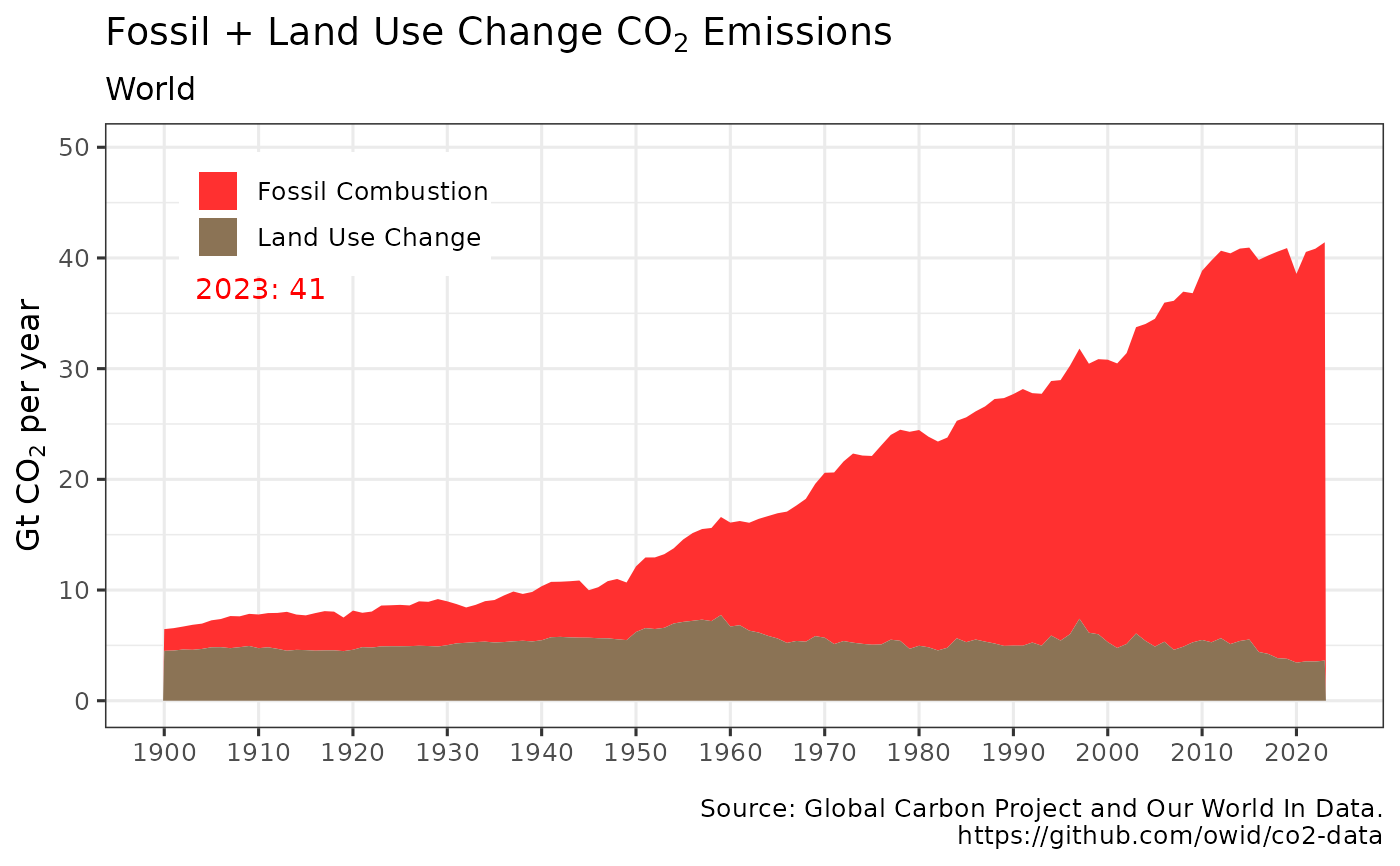 Fossil + Land Use Change CO₂ Emissions
World
Gt CO₂ per year
50
40
30
20
10
0
Fossil Combustion
Land Use Change
2023: 41
1900 1910 1920 1930 1940 1950 1960 1970 1980 1990 2000 2010 2020
Source: Global Carbon Project and Our World In Data.
https://github.com/owid/co2-data